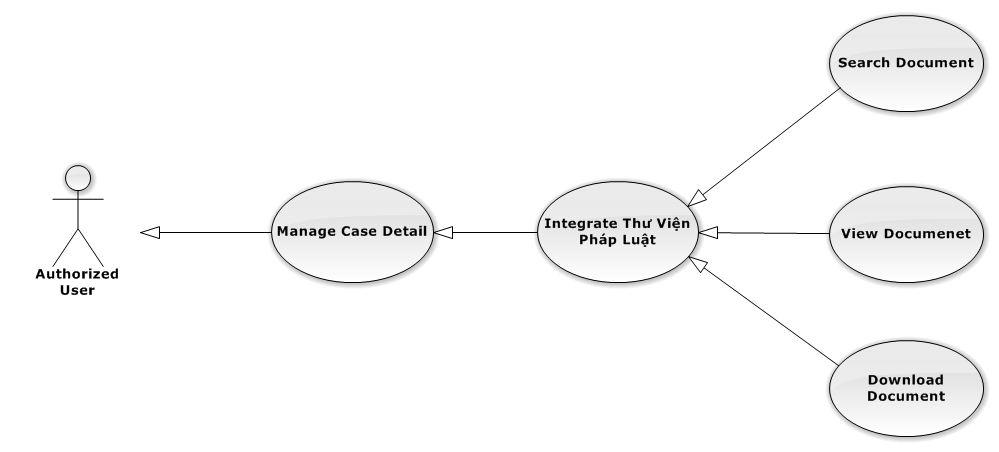 Search Document
Authorized
User
Manage Case Detail
Integrate Thư Viện
Pháp Luật
View Documenet
Download
Document